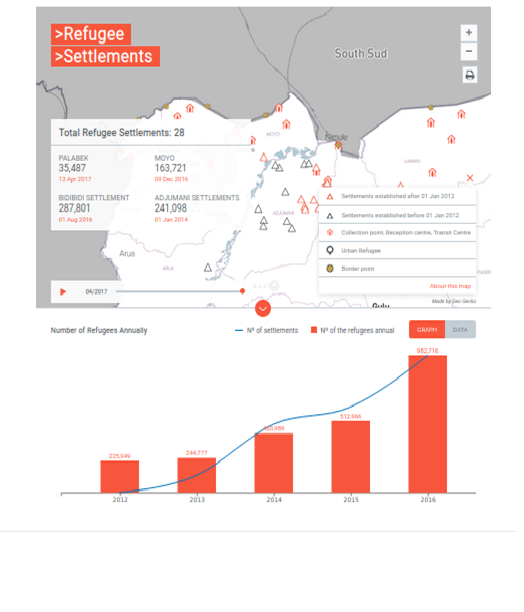 >Refugee
>Settlements
South Sud
+
−
Total Refugee Settlements: 28
PALABEK
35,487
13 Apr 2017
MOYO
163,721
09 Dec 2016
BIDIBIDI SETTLEMENT
287,801
01 Aug 2016
ADJUMANI SETTLEMENTS
241,098
01 Jan 2014
MOYO
Nimule
LAMWO
ADJUMANI
Arua
ARUA
Settlements established after 01 Jan 2012
Settlements established before 01 Jan 2012
Collection point, Reception centre, Transit Centre
Urban Refugee
Border point
About this map
04/2017
Made by Geo Gecko
Gulu
Number of Refugees Annually
Nº of settlements
Nº of the refugees annual
GRAPH
DATA
982,716
512,966
225,949
244,777
2012
2013
2014
2015
2016